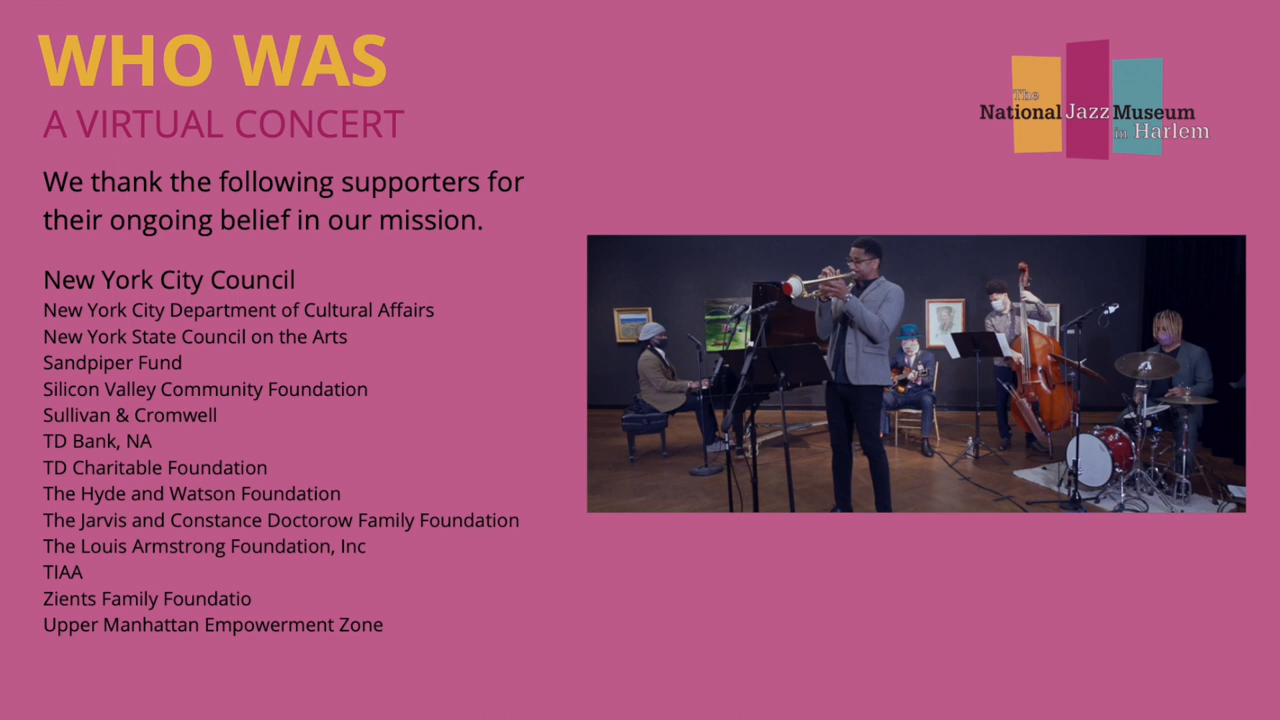 WHO WAS
A VIRTUAL CONCERT
We thank the following supporters for
their ongoing belief in our mission.
New York City Council
New York City Department of Cultural Affairs
New York State Council on the Arts
Sandpiper Fund
Silicon Valley Community Foundation
Sullivan & Cromwell
TD Bank, NA
TD Charitable Foundation
The Hyde and Watson Foundation
The Jarvis and Constance Doctorow Family Foundation
The Louis Armstrong Foundation, Inc
TIAA
Zients Family Foundatio
Upper Manhattan Empowerment Zone
The
National Jazz Museum
in Harlem